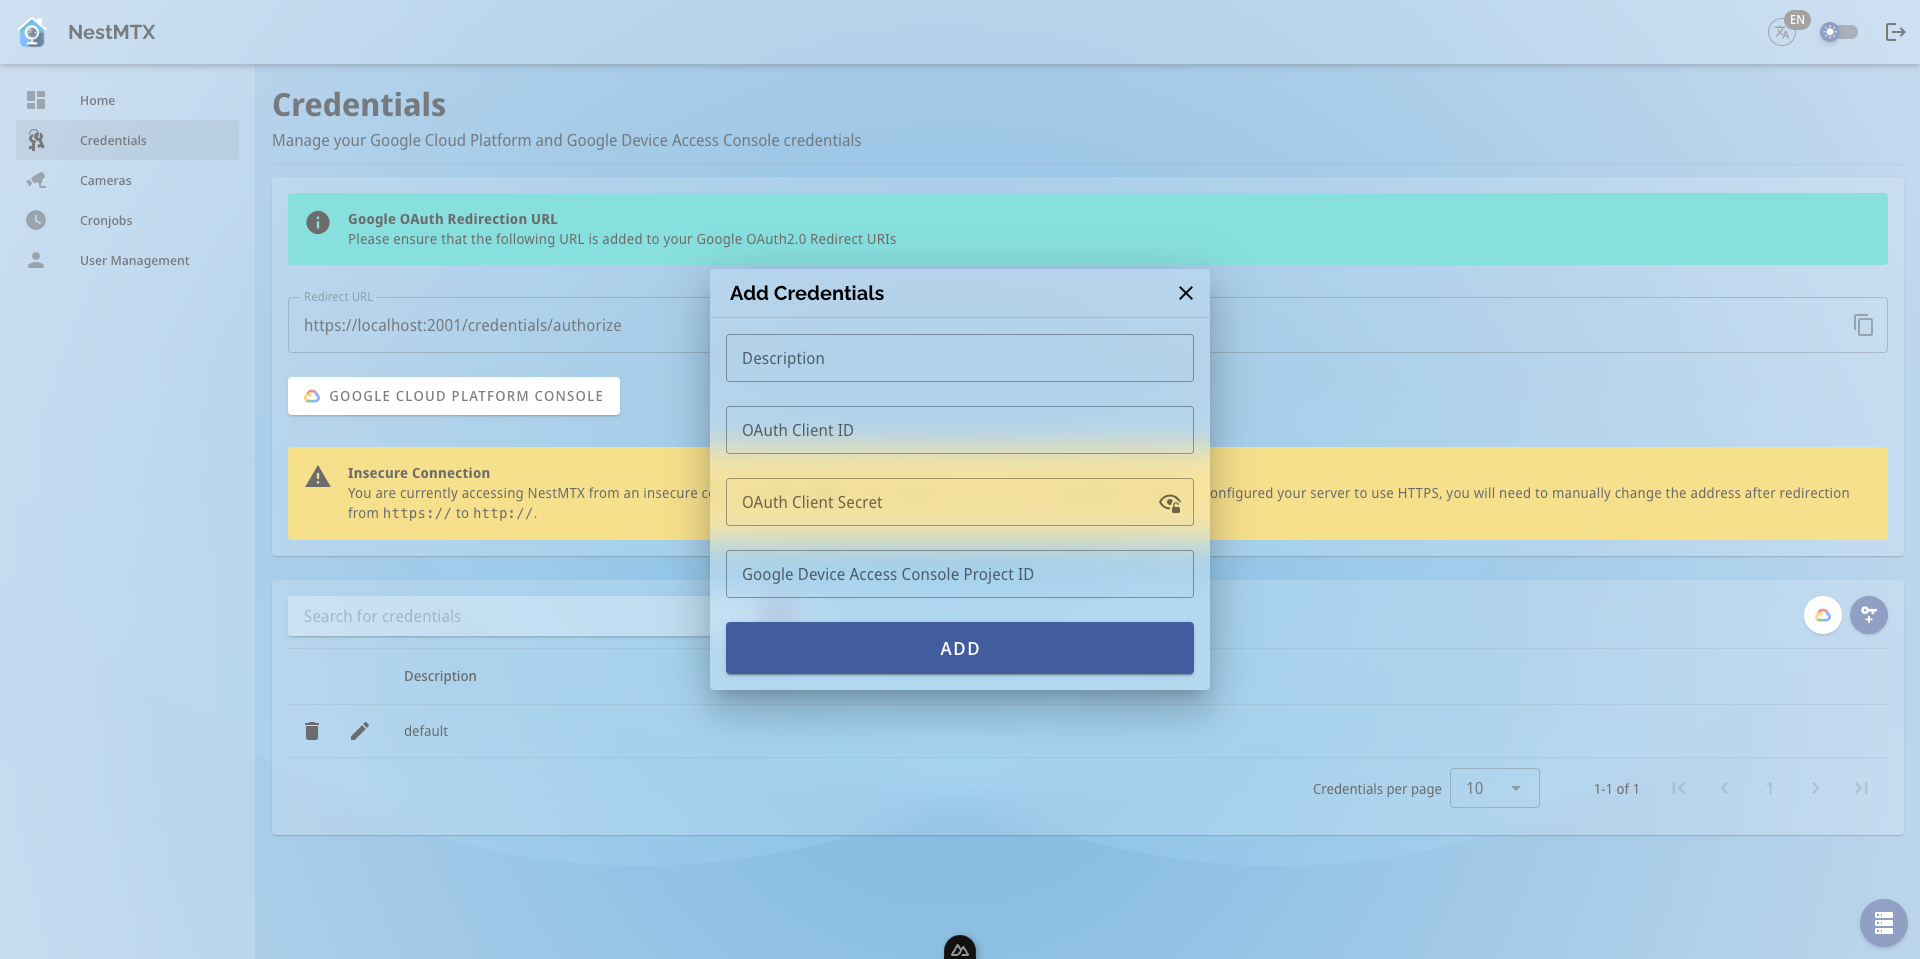 NestMTX
EN
Home
Credentials
Cameras
Cronjobs
User Management
Credentials
Manage your Google Cloud Platform and Google Device Access Console credentials
Google OAuth Redirection URL
Please ensure that the following URL is added to your Google OAuth2.0 Redirect URIs
Redirect URL
https://localhost:2001/credentials/authorize
GOOGLE CLOUD PLATFORM CONSOLE
Insecure Connection
You are currently accessing NestMTX from an insecure c
onfigured your server to use HTTPS, you will need to manually change the address after redirection
from https:// to http://.
Add Credentials
Description
OAuth Client ID
OAuth Client Secret
Google Device Access Console Project ID
ADD
Search for credentials
Description
default
Credentials per page
10
1-1 of 1
1